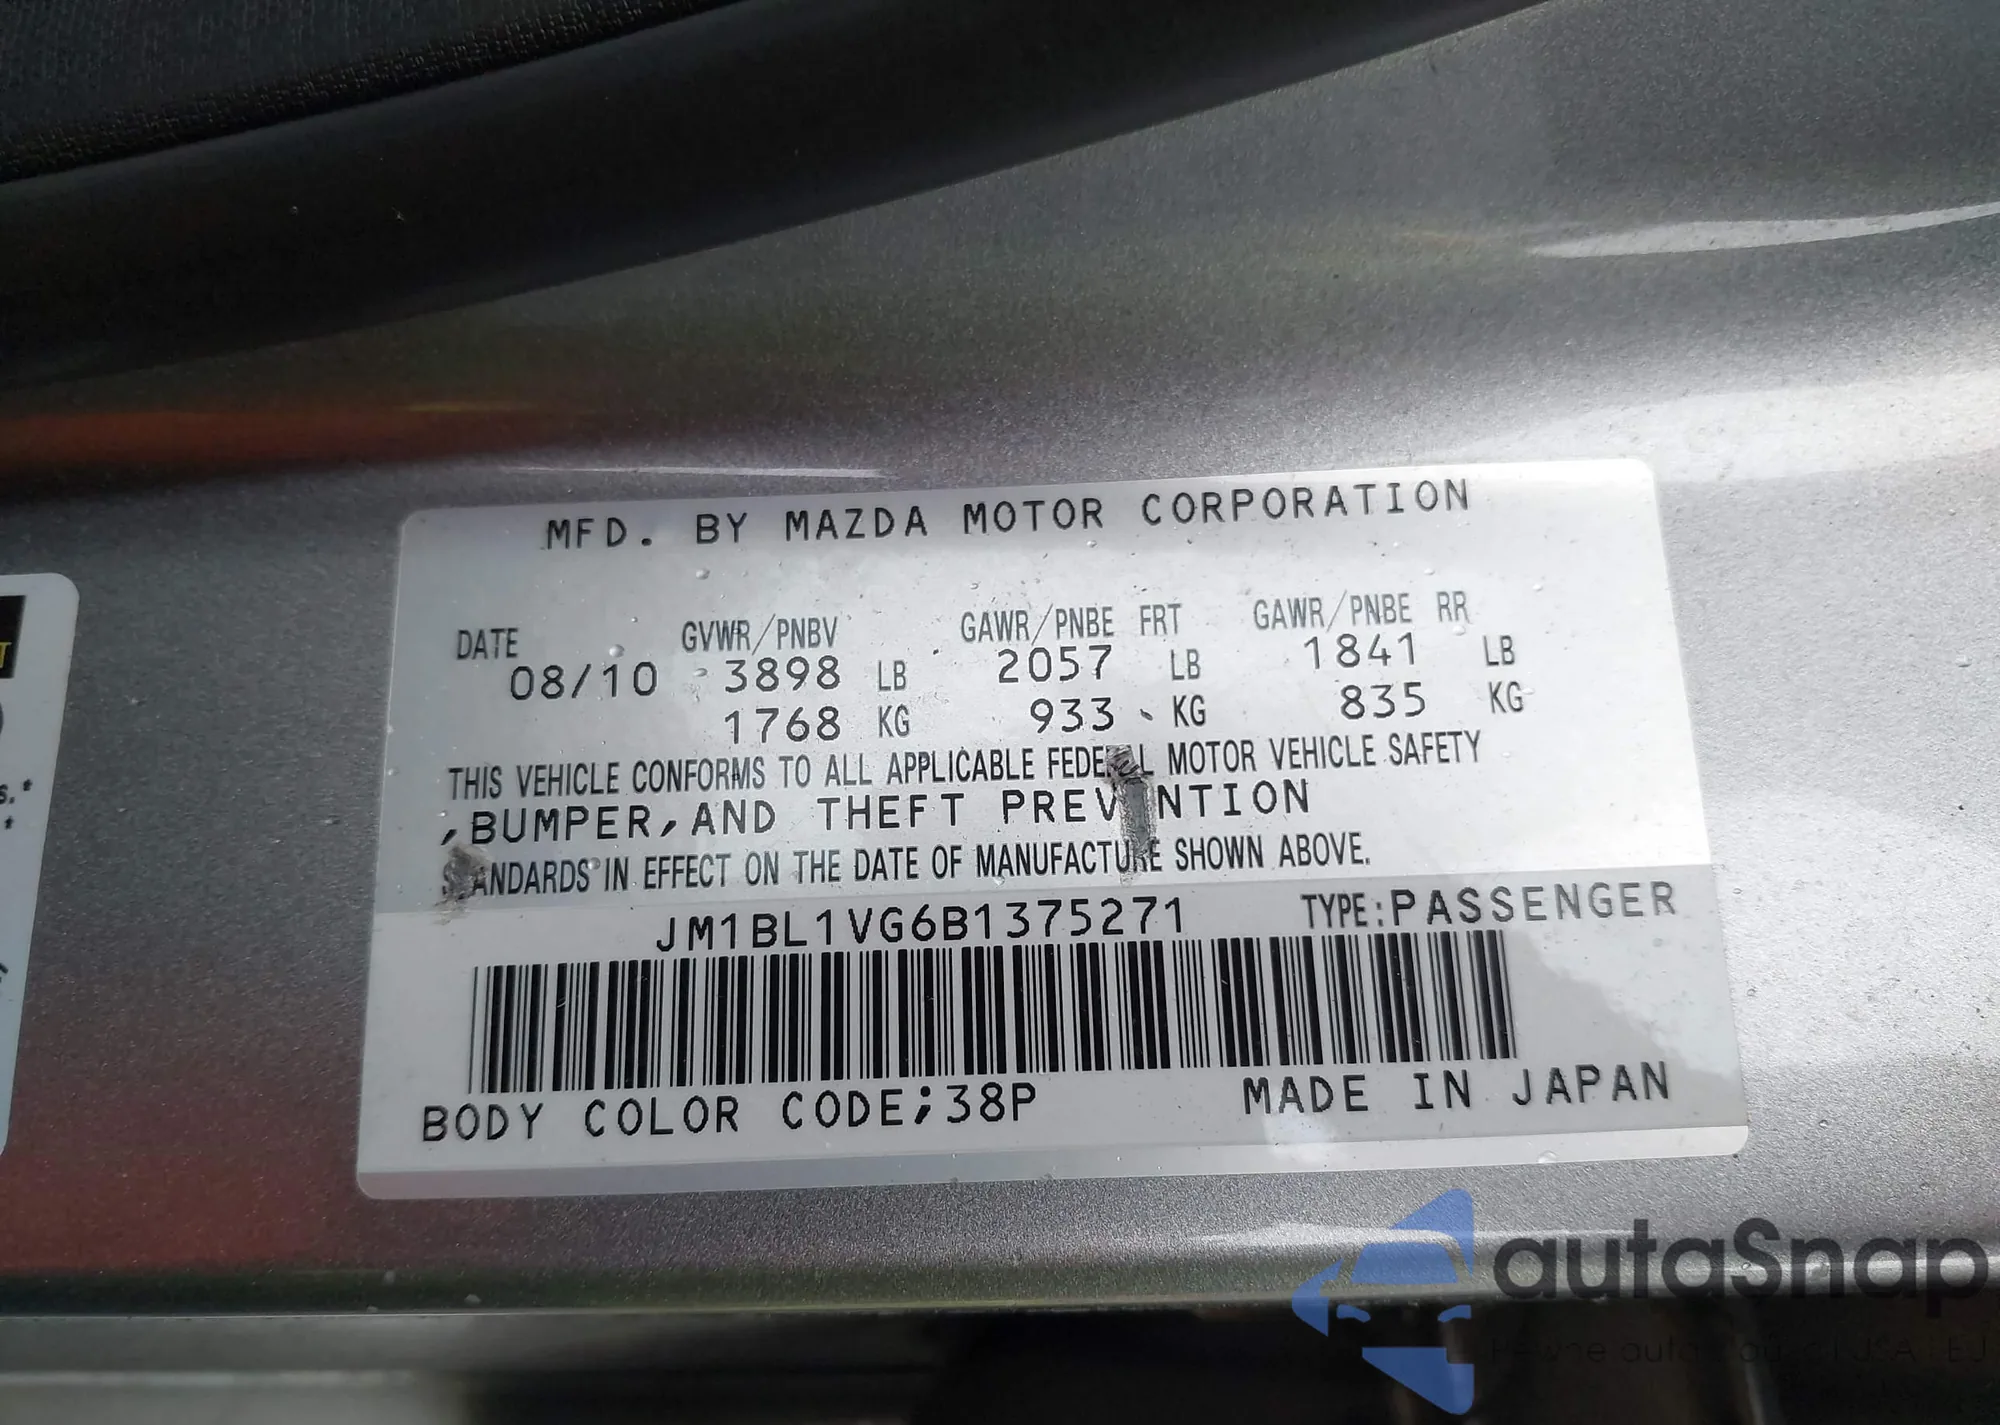 MFD. BY MAZDA MOTOR CORPORATION
DATE GVWR/PNBV GAWR/PNBE FRT GAWR/PNBE RR
08/10 3898 LB 2057 LB 1841 LB
1768 KG 933 KG 835 KG
THIS VEHICLE CONFORMS TO ALL APPLICABLE FEDERAL MOTOR VEHICLE SAFETY
,BUMPER,AND THEFT PREVENTION
STANDARDS IN EFFECT ON THE DATE OF MANUFACTURE SHOWN ABOVE.
JM1BL1VG6B1375271 TYPE:PASSENGER
BODY COLOR CODE;38P MADE IN JAPAN
autaSnap